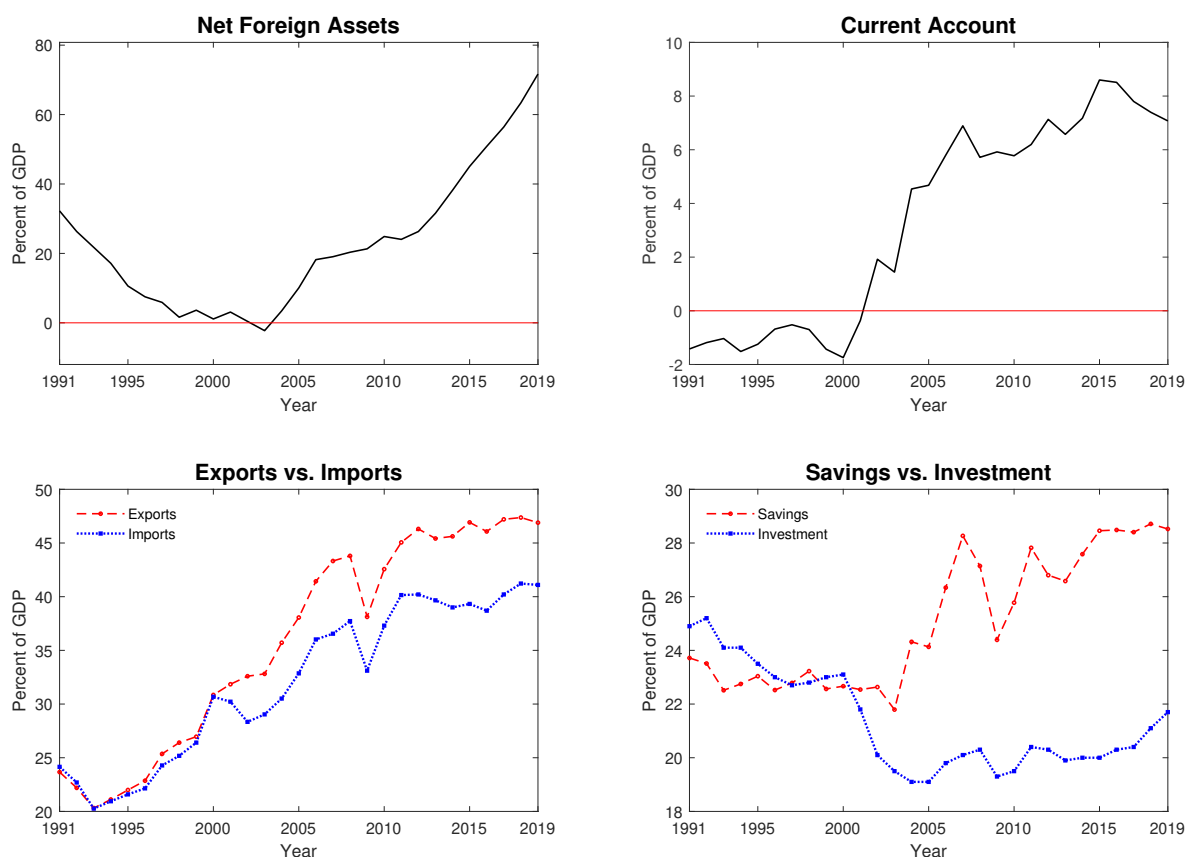 Net Foreign Assets
80
60
40
20
0
Percent of GDP
1991 1995 2000 2005 2010 2015 2019
Year
Current Account
10
8
6
4
2
0
-2
Percent of GDP
1991 1995 2000 2005 2010 2015 2019
Year
Exports vs. Imports
50
45
40
35
30
25
20
Percent of GDP
Exports
Imports
1991 1995 2000 2005 2010 2015 2019
Year
Savings vs. Investment
30
28
26
24
22
20
18
Percent of GDP
Savings
Investment
1991 1995 2000 2005 2010 2015 2019
Year